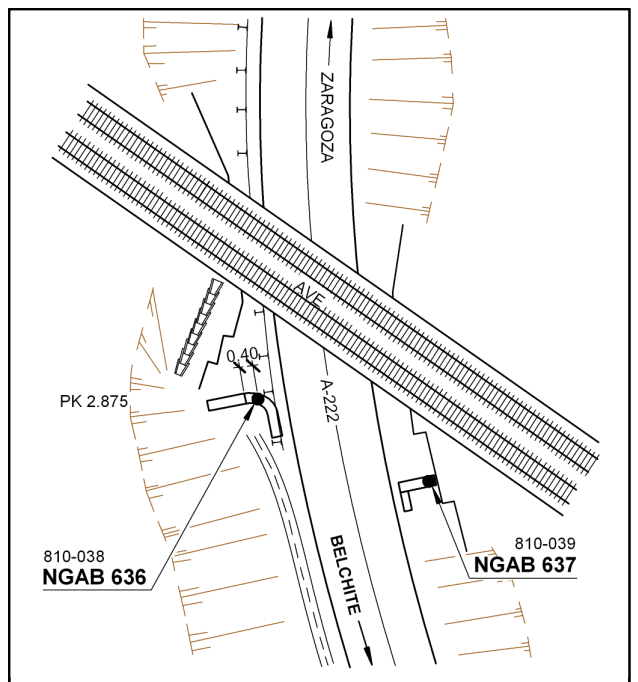 ZARAGOZA
AVE
0,40
A-222
PK 2.875
BELCHITE
810-038
NGAB 636
810-039
NGAB 637